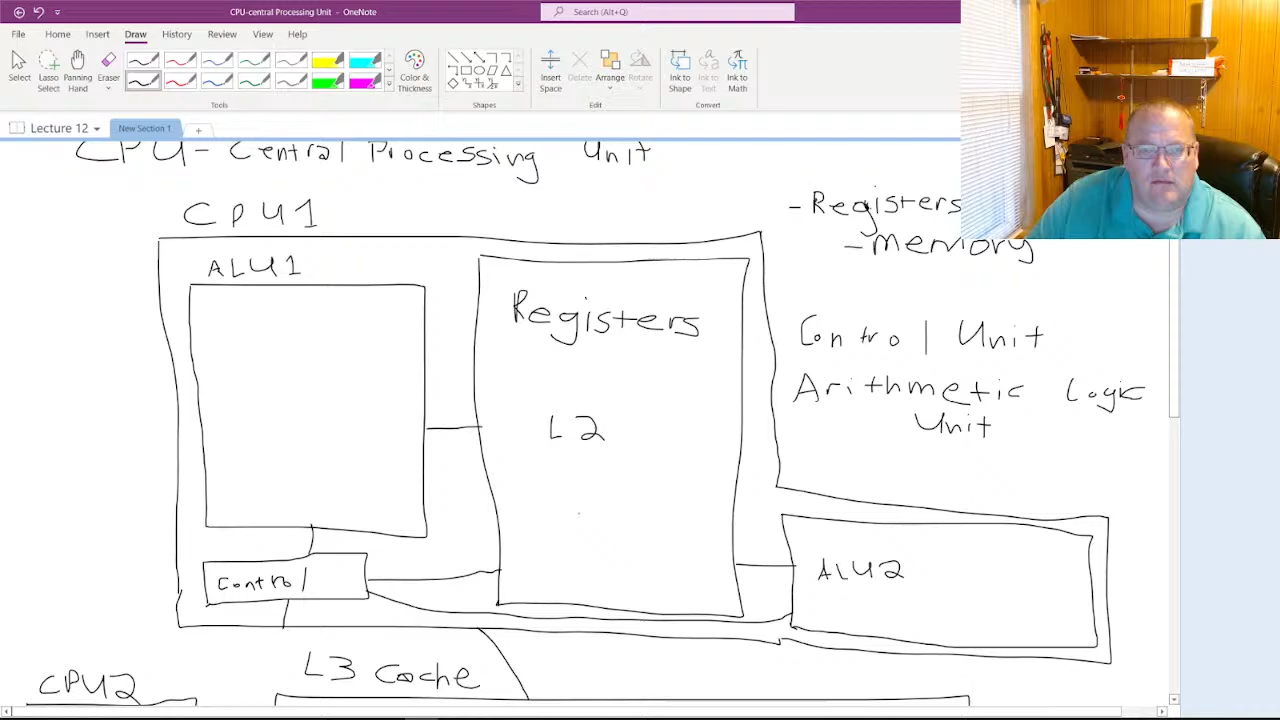 CPU-central Processing Unit - OneNote
Search (Alt+Q)
File Home Insert Draw History Review View Help
Select
Lasso Select
Panning Hand
Eraser
Color & Thickness
Insert Space
Delete
Arrange
Rotate
Ink to Shape
Ink to Text
Ink to Math
Tools
Shapes
Edit
Convert
Lecture 12
New Section 1
+
CPU- Cntral Processing Unit
CPU1
- Registers
- memory
ALU1
Registers
Control Unit
Arithmetic Logic
Unit
L2
ALU2
Control
L3 Cache
CPU2